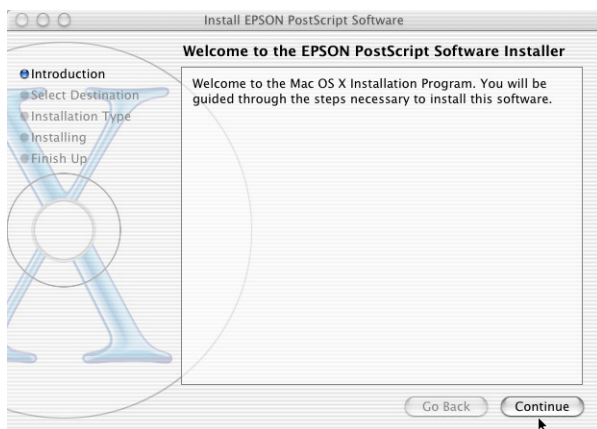 Install EPSON PostScript Software
Welcome to the EPSON PostScript Software Installer
Introduction
Select Destination
Installation Type
Installing
Finish Up
Welcome to the Mac OS X Installation Program. You will be
guided through the steps necessary to install this software.
Go Back
Continue